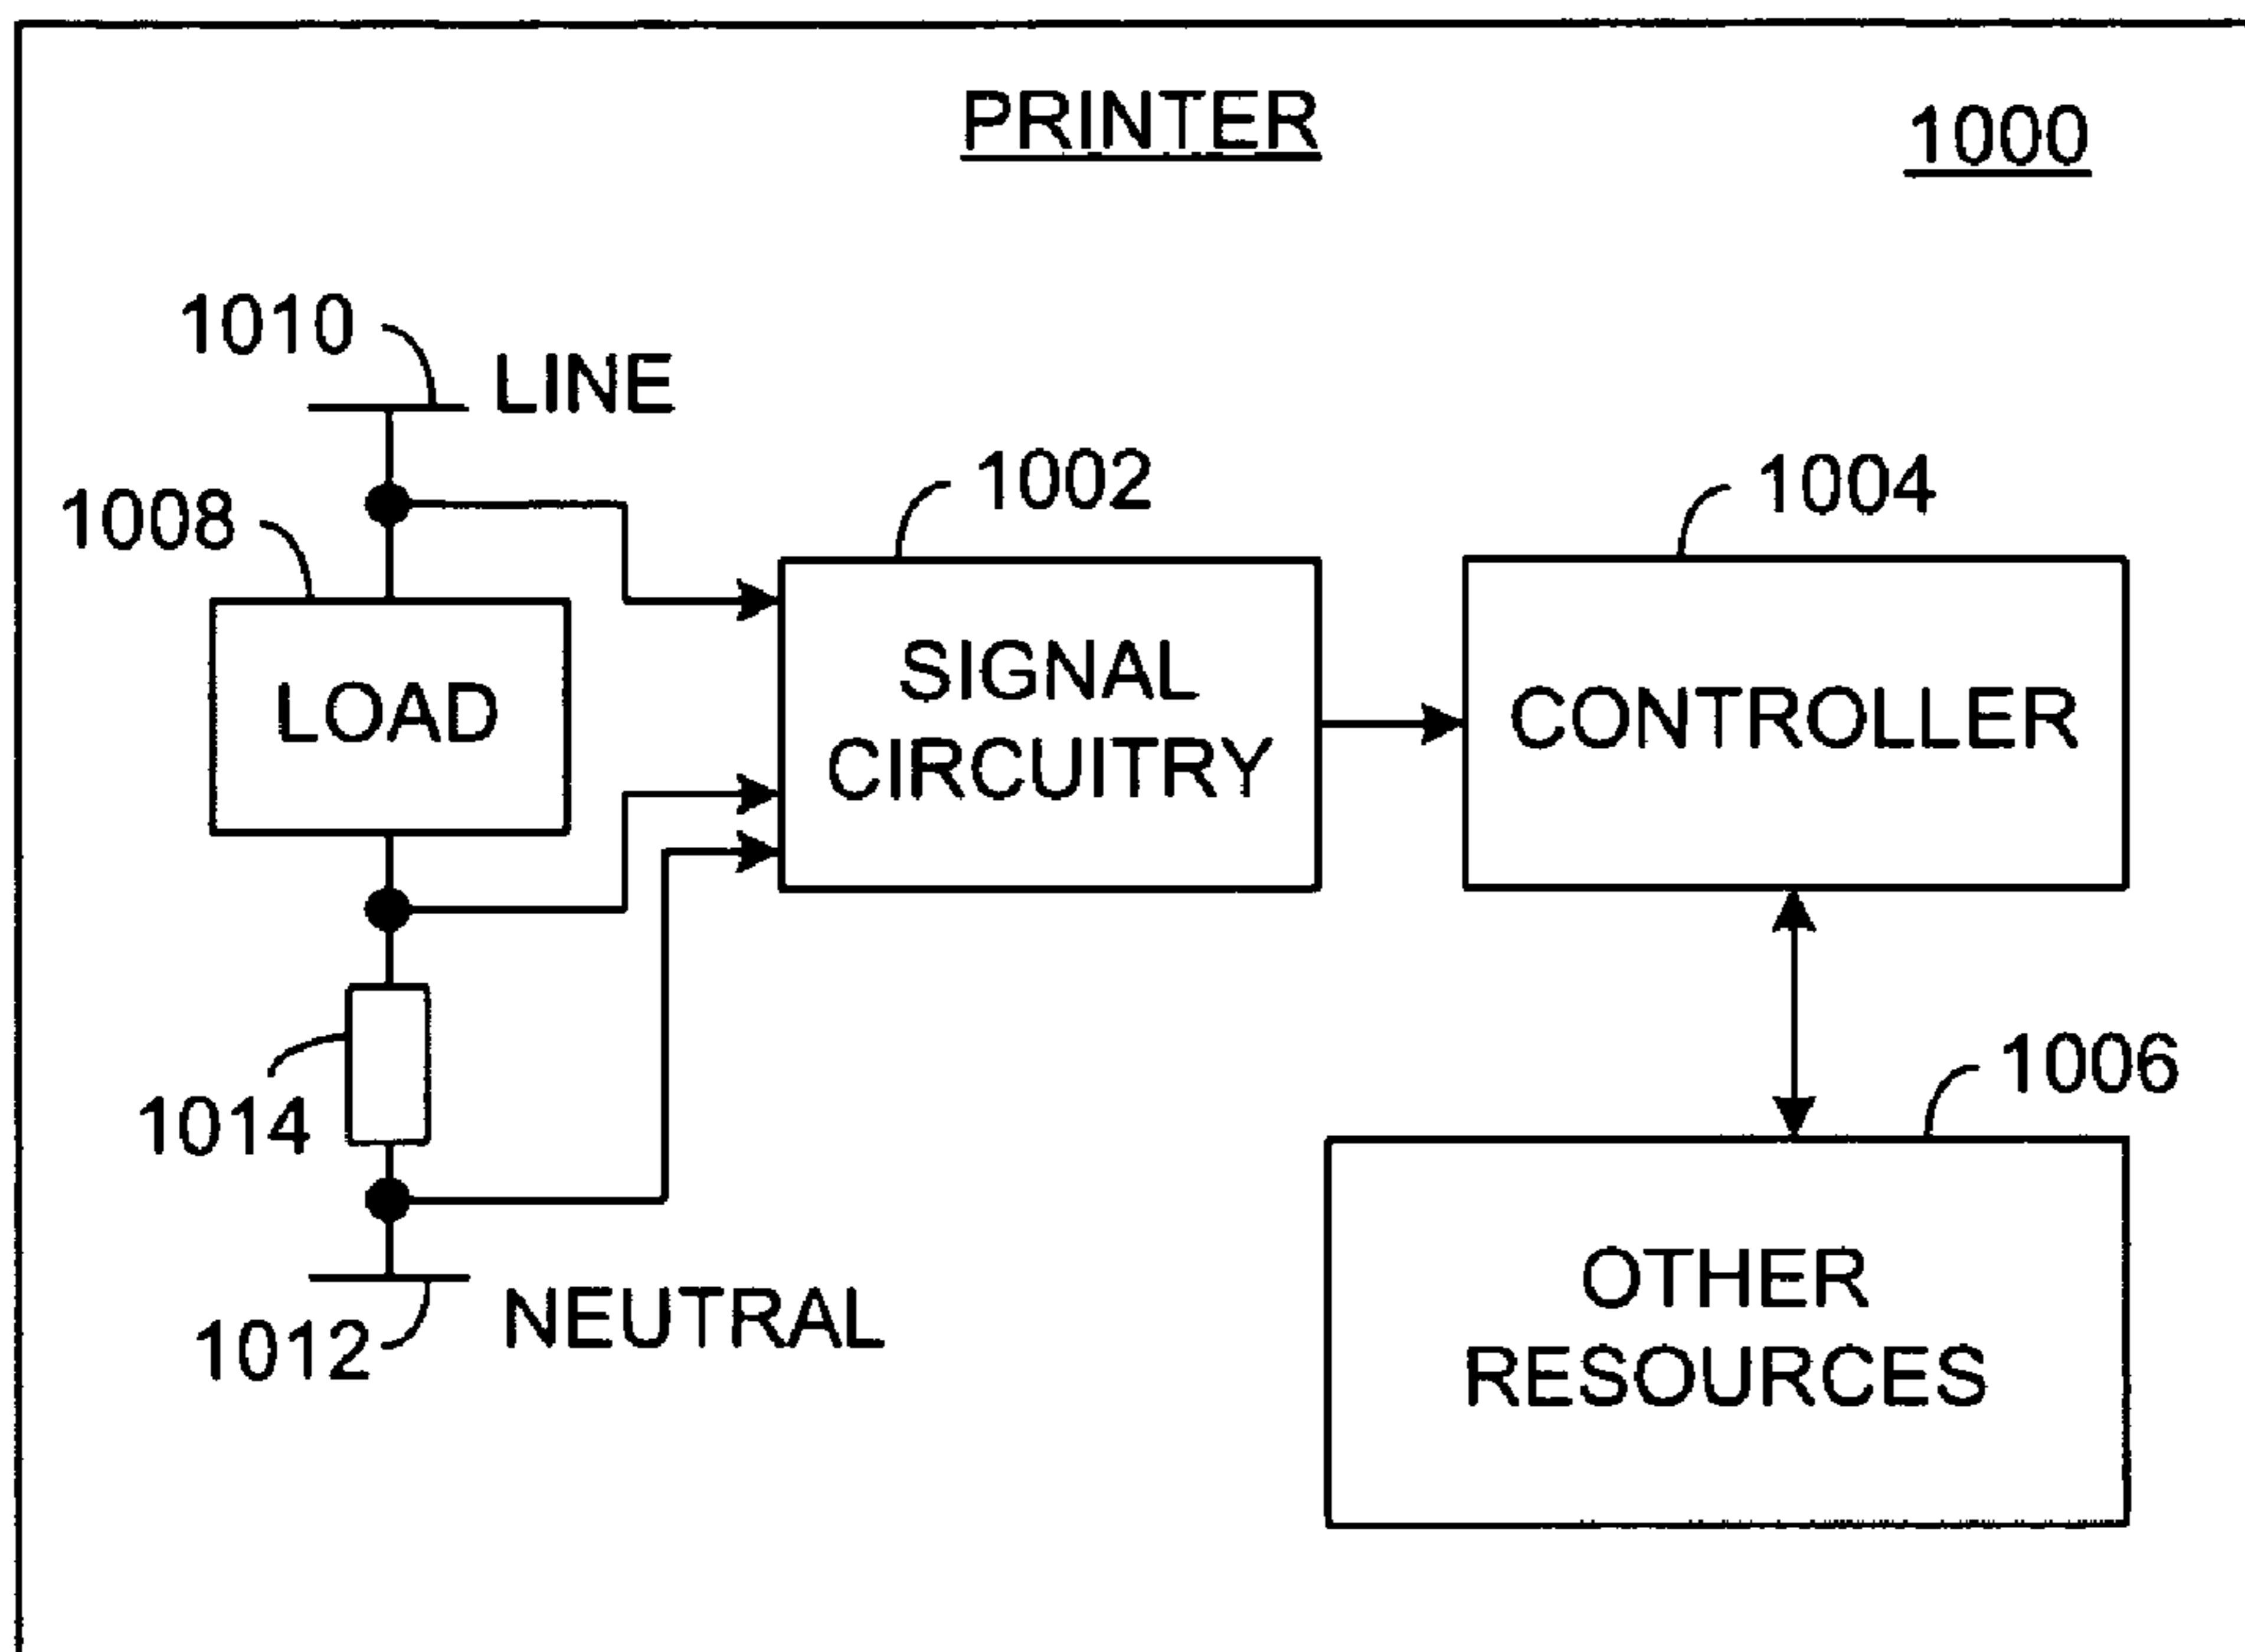 PRINTER
1000
1010
LINE
1008
1002
1004
LOAD
SIGNAL
CIRCUITRY
CONTROLLER
1014
1006
1012
NEUTRAL
OTHER
RESOURCES